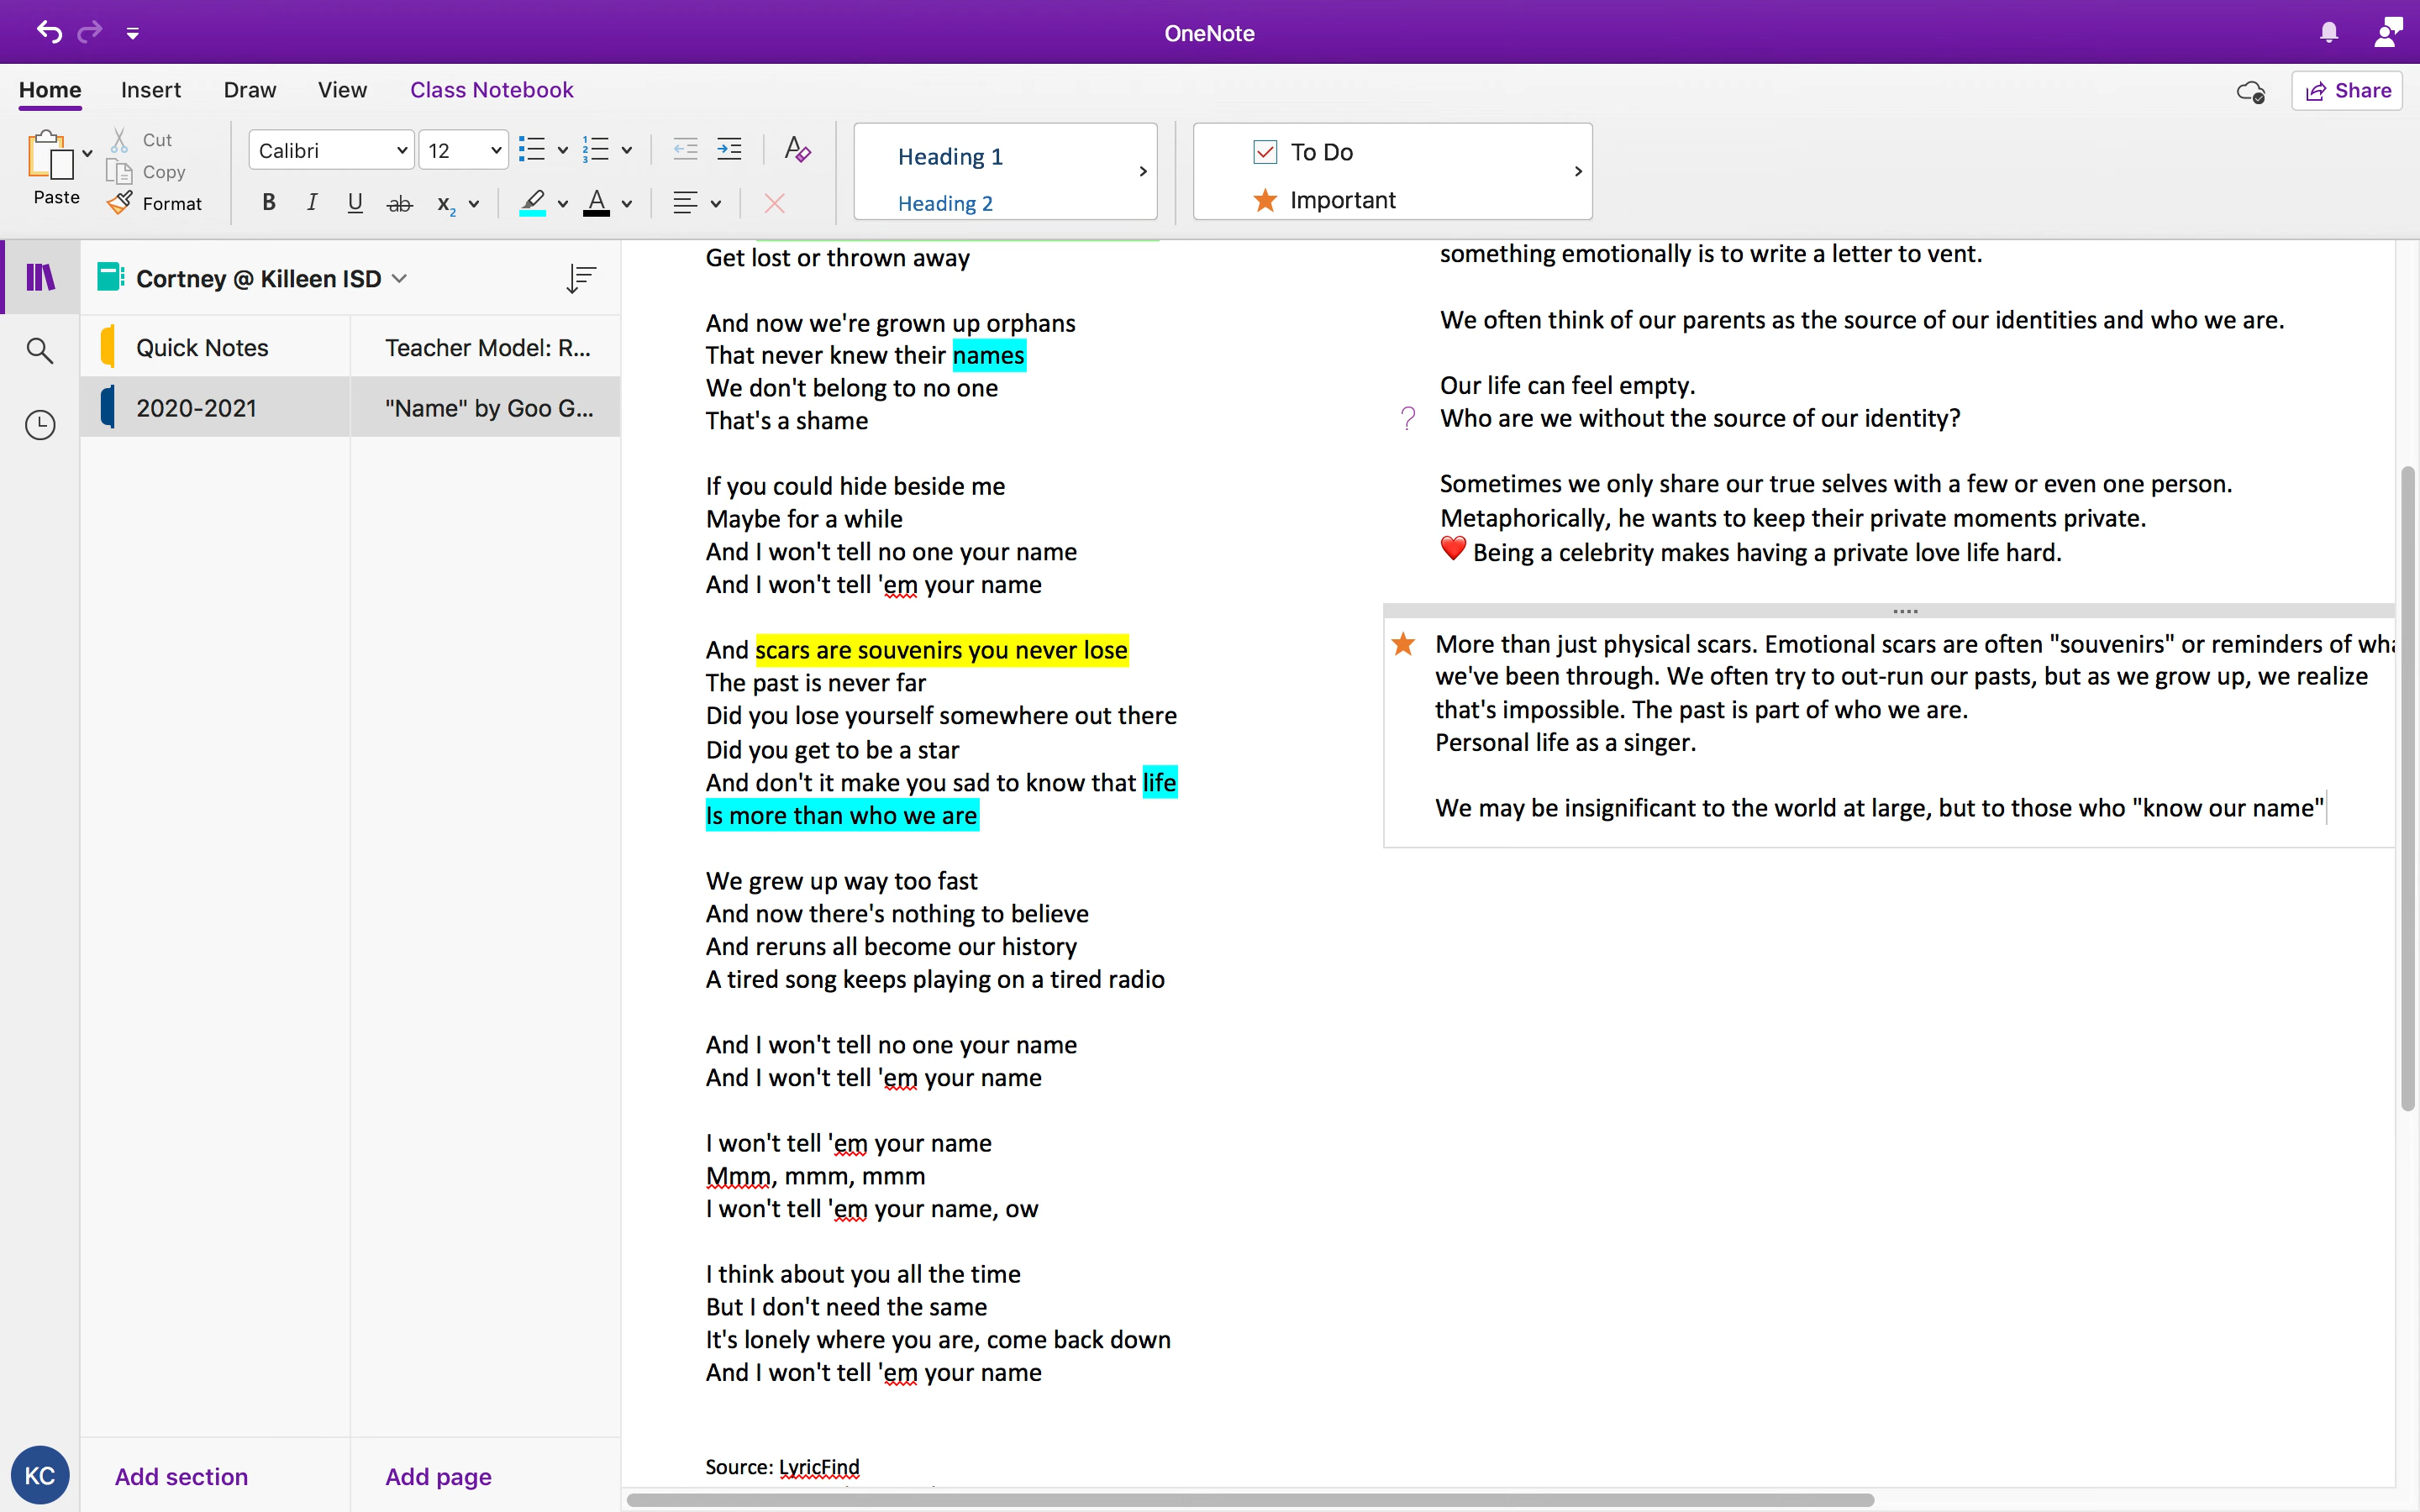 OneNote
Home Insert Draw View Class Notebook
Share
Paste
Cut
Copy
Format
Calibri
12
Heading 1
Heading 2
To Do
Important
Cortney @ Killeen ISD
Quick Notes
2020-2021
Teacher Model: R...
"Name" by Goo G...
Add section
Add page
KC
Get lost or thrown away
And now we're grown up orphans
That never knew their names
We don't belong to no one
That's a shame
If you could hide beside me
Maybe for a while
And I won't tell no one your name
And I won't tell 'em your name
And scars are souvenirs you never lose
The past is never far
Did you lose yourself somewhere out there
Did you get to be a star
And don't it make you sad to know that life
Is more than who we are
We grew up way too fast
And now there's nothing to believe
And reruns all become our history
A tired song keeps playing on a tired radio
And I won't tell no one your name
And I won't tell 'em your name
I won't tell 'em your name
Mmm, mmm, mmm
I won't tell 'em your name, ow
I think about you all the time
But I don't need the same
It's lonely where you are, come back down
And I won't tell 'em your name
Source: LyricFind
something emotionally is to write a letter to vent.
We often think of our parents as the source of our identities and who we are.
Our life can feel empty.
? Who are we without the source of our identity?
Sometimes we only share our true selves with a few or even one person.
Metaphorically, he wants to keep their private moments private.
Being a celebrity makes having a private love life hard.
More than just physical scars. Emotional scars are often "souvenirs" or reminders of
we've been through. We often try to out-run our pasts, but as we grow up, we realize
that's impossible. The past is part of who we are.
Personal life as a singer.
We may be insignificant to the world at large, but to those who "know our name"